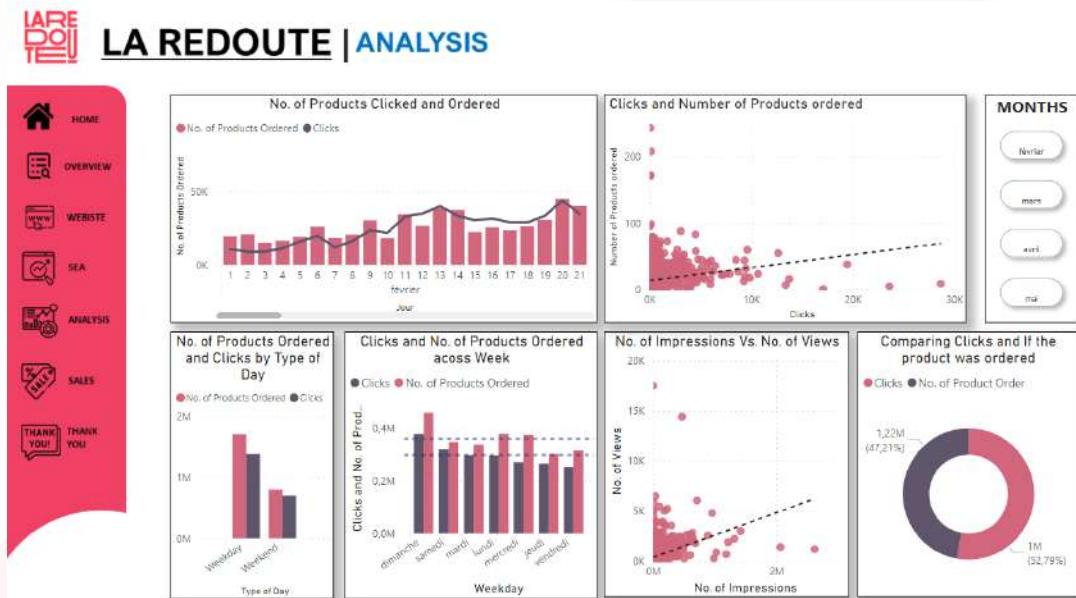 LA RE
DOU
TE
LA REDOUTE | ANALYSIS
HOME
OVERVIEW
WEBISTE
SEA
ANALYSIS
SALES
THANK YOU
THANK YOU!
No. of Products Clicked and Ordered
No. of Products Ordered Clicks
No. of Products Ordered
50K
0K
1 2 3 4 5 6 7 8 9 10 11 12 13 14 15 16 17 18 19 20 21
février
Jour
Clicks and Number of Products ordered
Number of Products ordered
200
100
0
0K 10K 20K 30K
Clicks
MONTHS
février
mars
avril
mai
No. of Products Ordered
and Clicks by Type of
Day
No. of Products Ordered Clicks
2M
1M
0M
Weekday Weekend
Type of Day
Clicks and No. of Products Ordered
acoss Week
Clicks No. of Products Ordered
Clicks and No. of Prod...
0,4M
0,2M
0,0M
dimanche samedi mardi lundi mercredi jeudi vendredi
Weekday
No. of Impressions Vs. No. of Views
No. of Views
20K
15K
10K
5K
0K
0M 2M
No. of Impressions
Comparing Clicks and If the
product was ordered
Clicks No. of Product Order
1,22M
(47,21%)
1M
(52,79%)